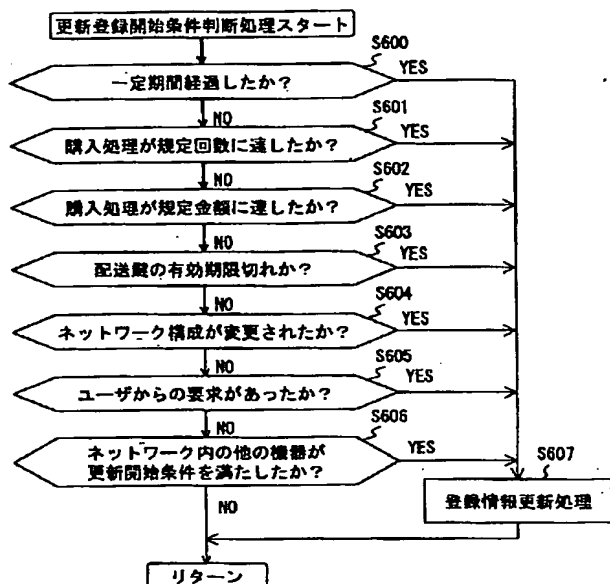 更新登録開始条件判断処理スタート
S600
一定期間経過したか？
YES
NO
S601
購入処理が規定回数に達したか？
YES
NO
S602
購入処理が規定金額に達したか？
YES
NO
S603
配送鍵の有効期限切れか？
YES
NO
S604
ネットワーク構成が変更されたか？
YES
NO
S605
ユーザからの要求があったか？
YES
NO
S606
ネットワーク内の他の機器が
更新開始条件を満たしたか？
YES
NO
S607
登録情報更新処理
リターン